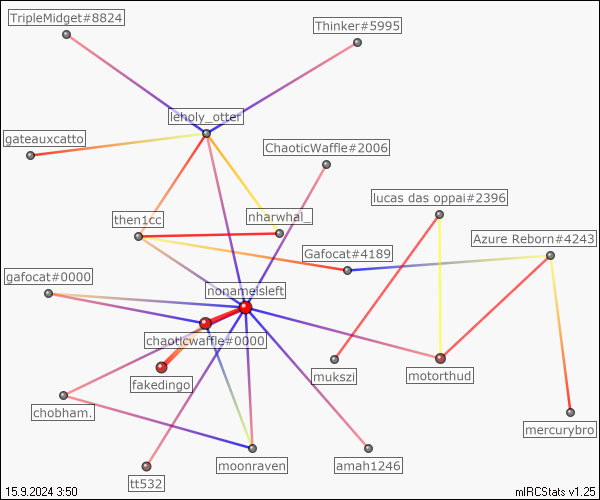 TripleMidget#8824
Thinker#5995
leholy_otter
gateauxcatto
ChaoticWaffle#2006
lucas das oppai#2396
then1cc
nharwhal_
Azure Reborn#4243
Gafocat#4189
gafocat#0000
nonameisleft
chaoticwaffle#0000
fakedingo
mukszi
motorthud
chobham.
mercurybro
tt532
moonraven
amah1246
15.9.2024 3:50
mIRCStats v1.25